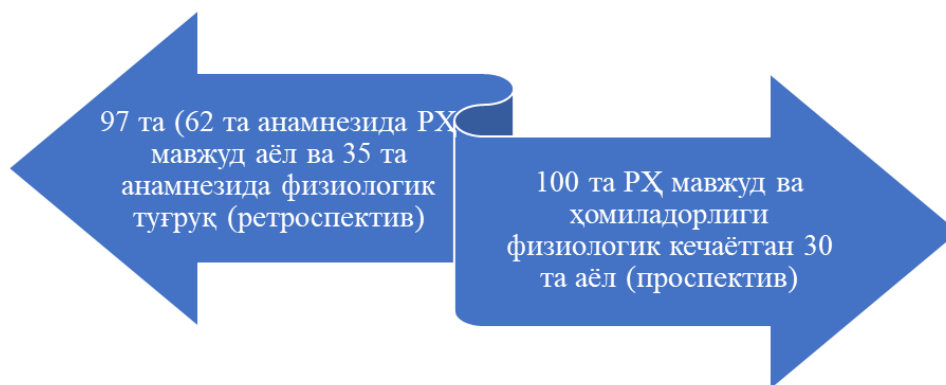 97 та (62 та анамнезида РҲ
мавжуд аёл ва 35 та
анамнезида физиологик
туғруқ (ретроспектив)
100 та РҲ мавжуд ва
ҳомиладорлиги
физиологик кечаётган 30
та аёл (проспектив)